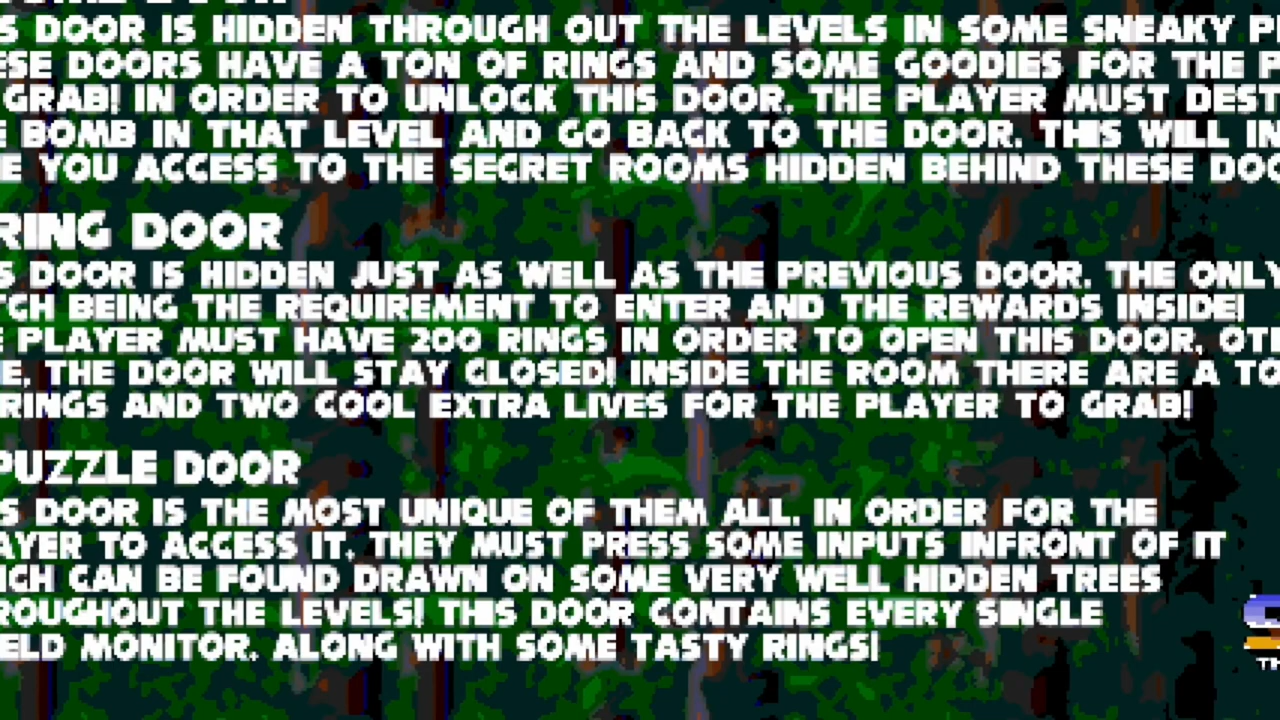 S DOOR IS HIDDEN THROUGH OUT THE LEVELS IN SOME SNEAKY P
ESE DOORS HAVE A TON OF RINGS AND SOME GOODIES FOR THE P
GRAB! IN ORDER TO UNLOCK THIS DOOR. THE PLAYER MUST DEST
E BOMB IN THAT LEVEL AND GO BACK TO THE DOOR. THIS WILL IN
E YOU ACCESS TO THE SECRET ROOMS HIDDEN BEHIND THESE DOO
RING DOOR
S DOOR IS HIDDEN JUST AS WELL AS THE PREVIOUS DOOR. THE ONLY
TCH BEING THE REQUIREMENT TO ENTER AND THE REWARDS INSIDE!
E PLAYER MUST HAVE 200 RINGS IN ORDER TO OPEN THIS DOOR, OT
E, THE DOOR WILL STAY CLOSED! INSIDE THE ROOM THERE ARE A TO
RINGS AND TWO COOL EXTRA LIVES FOR THE PLAYER TO GRAB!
PUZZLE DOOR
S DOOR IS THE MOST UNIQUE OF THEM ALL. IN ORDER FOR THE
AYER TO ACCESS IT, THEY MUST PRESS SOME INPUTS INFRONT OF IT
ICH CAN BE FOUND DRAWN ON SOME VERY WELL HIDDEN TREES
ROUGHOUT THE LEVELS! THIS DOOR CONTAINS EVERY SINGLE
ELD MONITOR. ALONG WITH SOME TASTY RINGS!